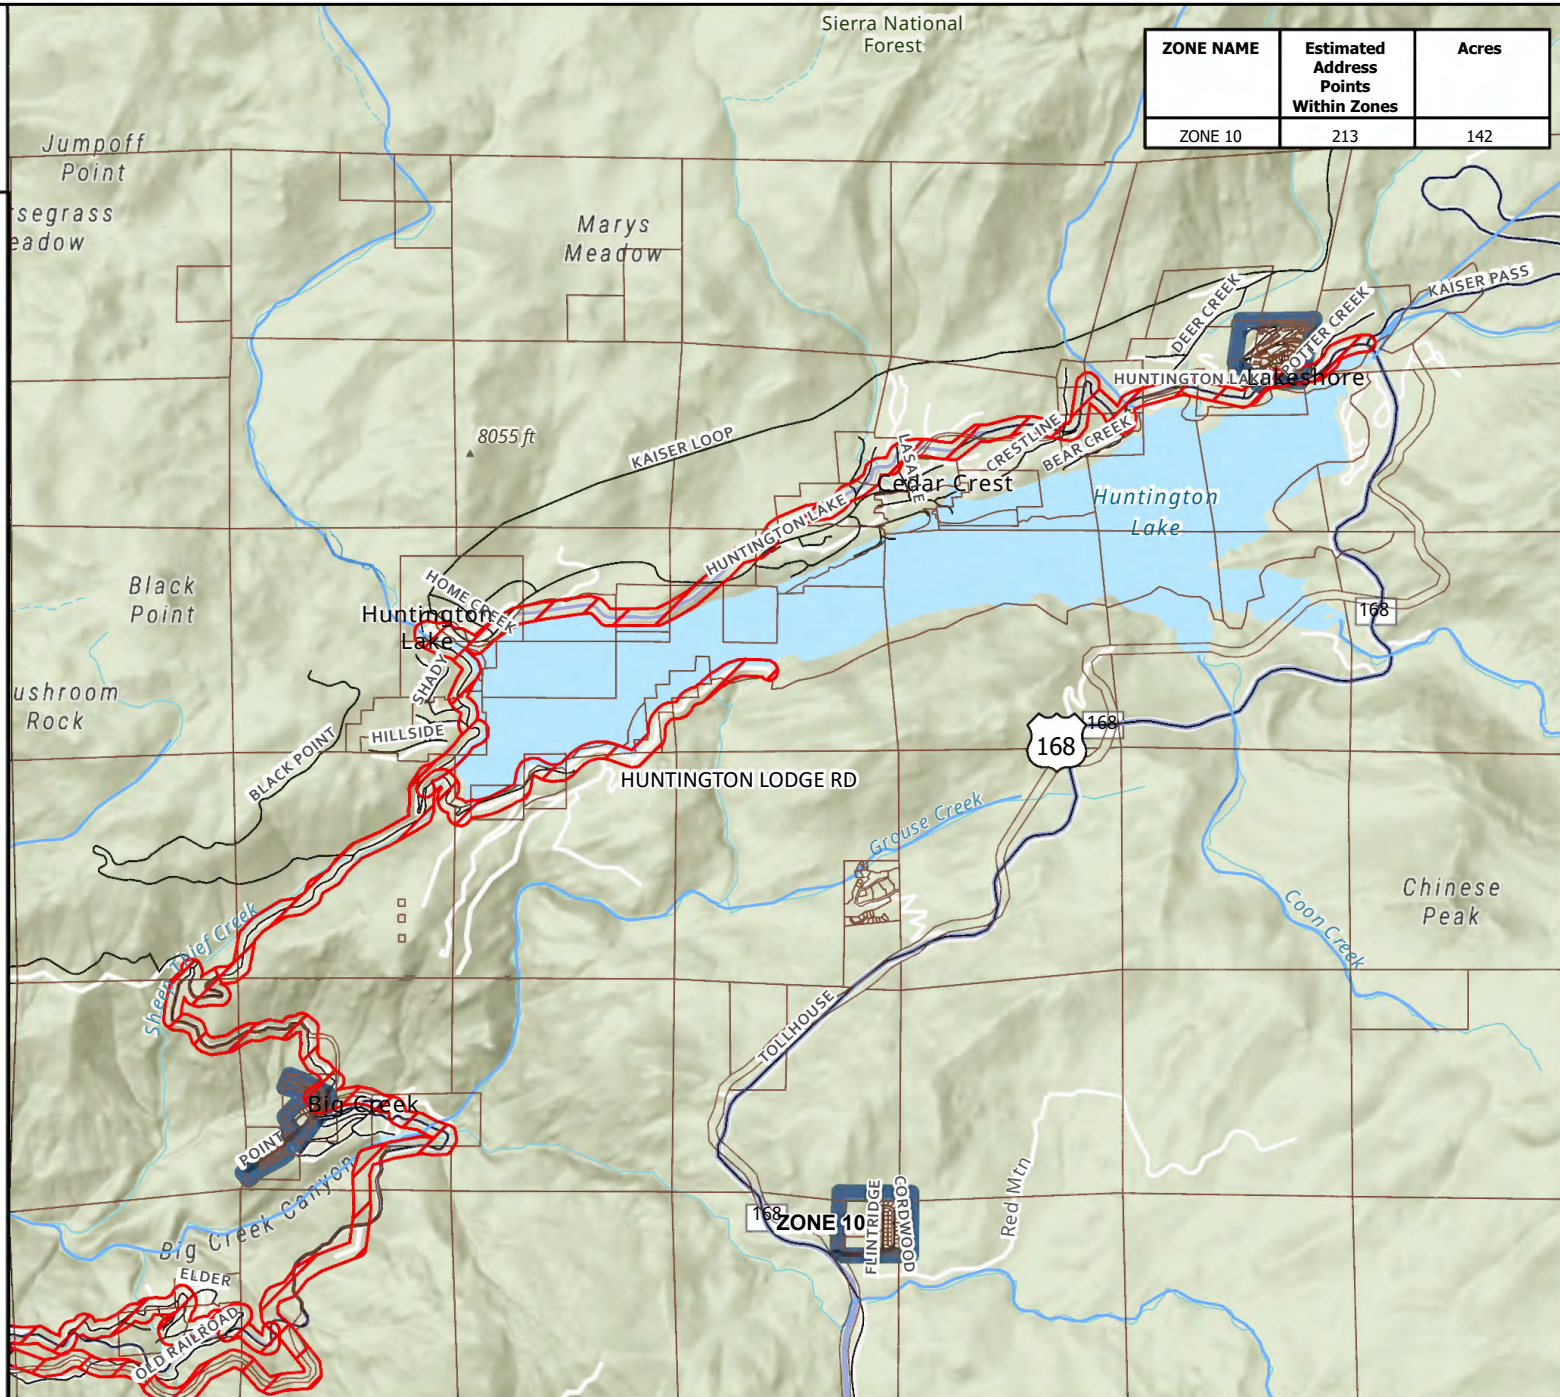 Sierra National
Forest
ZONE NAME
Estimated
Address
Points
Within Zones
Acres
ZONE 10
213
142
Jumpoff
Point
segrass
eadow
Marys
Meadow
KAISER PASS
DEER CREEK
POTTER CREEK
HUNTINGTON LAKE
Lakeshore
8055 ft
KAISER LOOP
LASALLE
CRESTLINE
BEAR CREEK
Cedar Crest
Huntington
Lake
HUNTINGTON LAKE
Black
Point
HOME CREEK
Huntington
Lake
168
SHADY
ushroom
Rock
HILLSIDE
BLACK POINT
168
168
HUNTINGTON LODGE RD
Grouse Creek
Chinese
Peak
Coon Creek
Sheep Thief Creek
TOLLHOUSE
Big Creek
POINT
Big Creek Canyon
Red Mtn
168
ZONE 10
FLINTRIDGE
CORDWOOD
ELDER
OLD RAILROAD